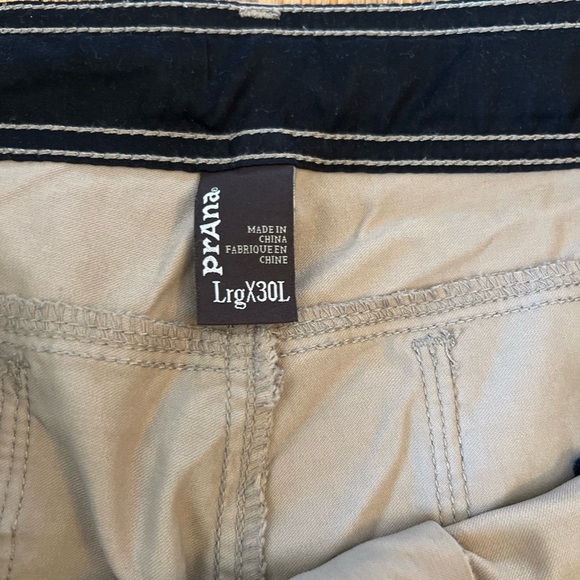 prAna
MADE IN
CHINA
FABRIQUE EN
CHINE
LrgX30L